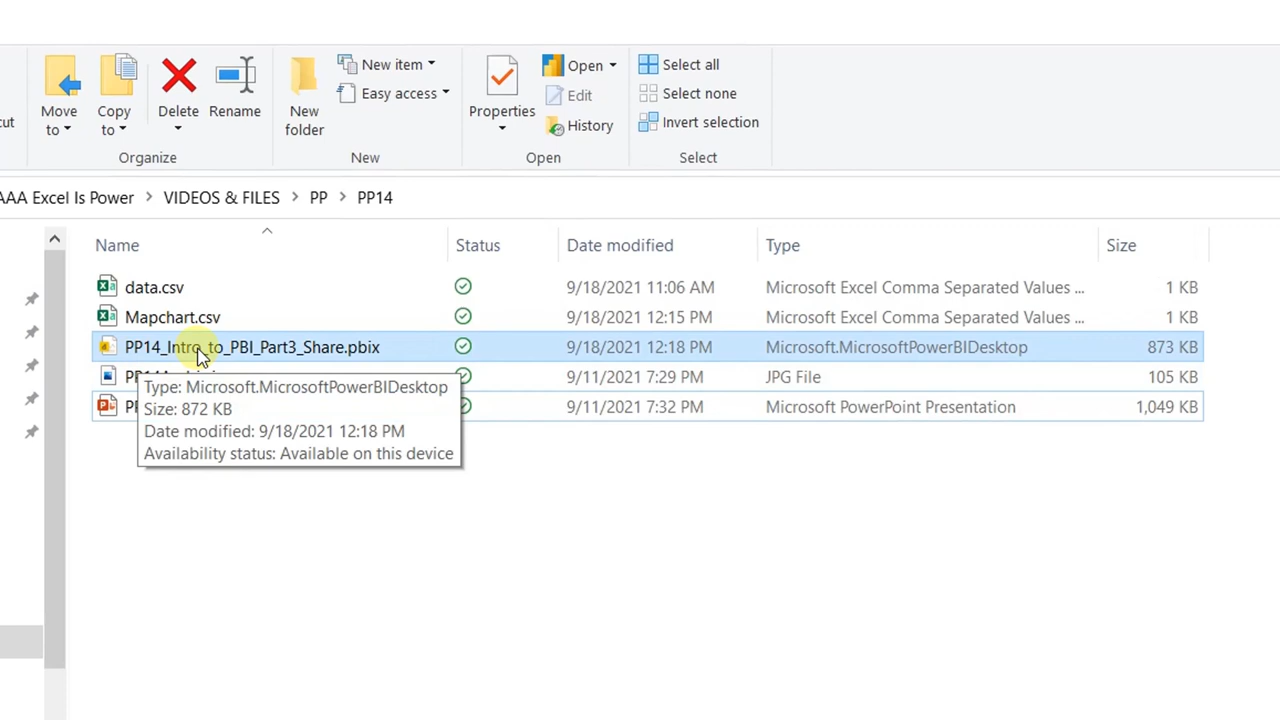 cut
Move to
Copy to
Delete
Rename
Organize
New folder
New item
Easy access
New
Properties
Open
Edit
History
Open
Select all
Select none
Invert selection
Select
AAA Excel Is Power > VIDEOS & FILES > PP > PP14
Name Status Date modified Type Size
data.csv 9/18/2021 11:06 AM Microsoft Excel Comma Separated Values ... 1 KB
Mapchart.csv 9/18/2021 12:15 PM Microsoft Excel Comma Separated Values ... 1 KB
PP14_Intro_to_PBI_Part3_Share.pbix 9/18/2021 12:18 PM Microsoft.MicrosoftPowerBIDesktop 873 KB
9/11/2021 7:29 PM JPG File 105 KB
9/11/2021 7:32 PM Microsoft PowerPoint Presentation 1,049 KB
Type: Microsoft.MicrosoftPowerBIDesktop
Size: 872 KB
Date modified: 9/18/2021 12:18 PM
Availability status: Available on this device